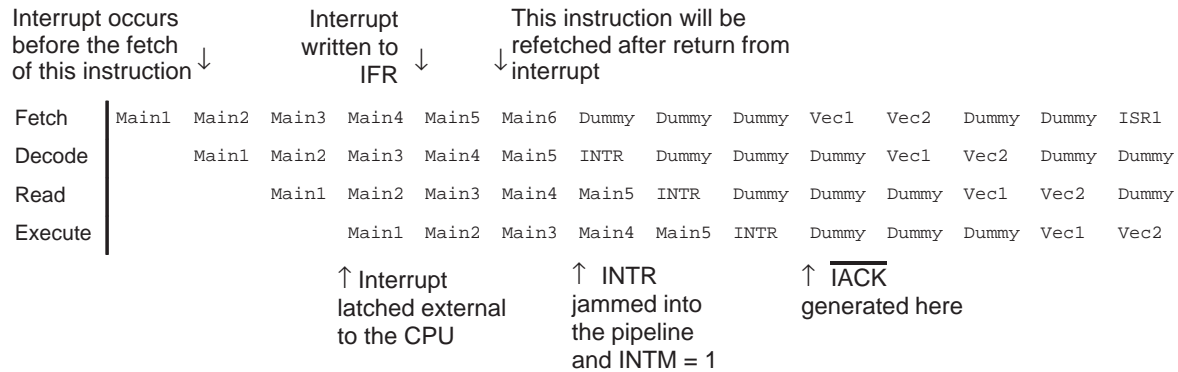 Interrupt occurs
before the fetch
of this instruction ↓
Interrupt
written to
IFR ↓
This instruction will be
refetched after return from
↓ interrupt
Fetch Main1 Main2 Main3 Main4 Main5 Main6 Dummy Dummy Dummy Vec1 Vec2 Dummy Dummy ISR1
Decode Main1 Main2 Main3 Main4 Main5 INTR Dummy Dummy Dummy Vec1 Vec2 Dummy Dummy
Read Main1 Main2 Main3 Main4 Main5 INTR Dummy Dummy Dummy Vec1 Vec2 Dummy
Execute Main1 Main2 Main3 Main4 Main5 INTR Dummy Dummy Dummy Vec1 Vec2
↑ Interrupt
latched external
to the CPU
↑ INTR
jammed into
the pipeline
and INTM = 1
↑ IACK
generated here